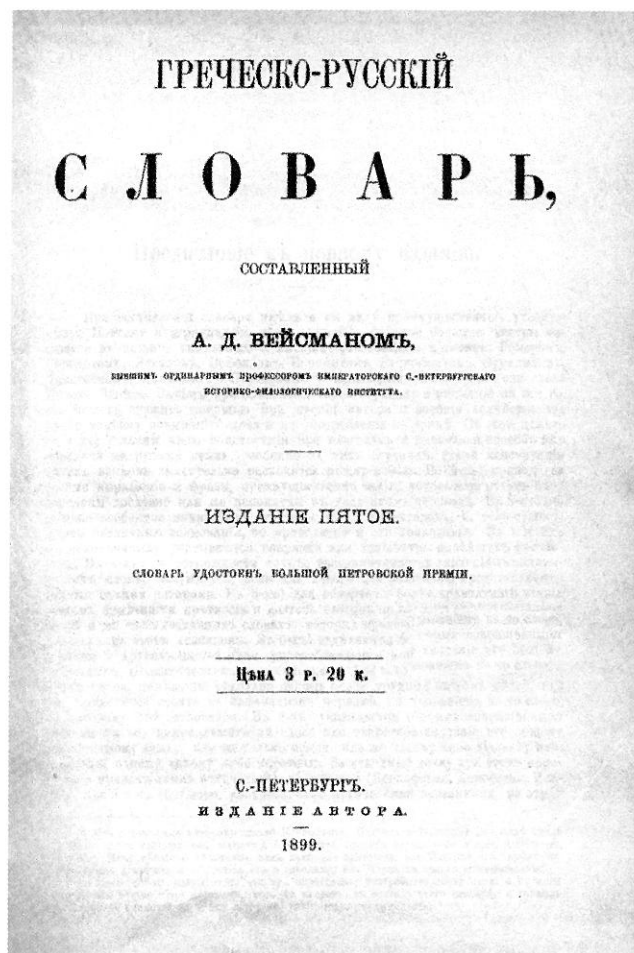 ГРЕЧЕСКО-РУССКІЙ
СЛОВАРЬ,
СОСТАВЛЕННЫЙ
А. Д. ВЕЙСМАНОМЪ,
БЫВШИМЪ ОРДИНАРНЫМЪ ПРОФЕССОРОМЪ ИМПЕРАТОРСКАГО С.-ПЕТЕРБУРГСКАГО
ИСТОРИКО-ФИЛОЛОГИЧЕСКАГО ИНСТИТУТА.
ИЗДАНІЕ ПЯТОЕ.
СЛОВАРЬ УДОСТОЕНЪ БОЛЬШОЙ ПЕТРОВСКОЙ ПРЕМІИ.
Цѣна 3 р. 20 к.
С.-ПЕТЕРБУРГЪ.
ИЗДАНІЕ АВТОРА.
1899.